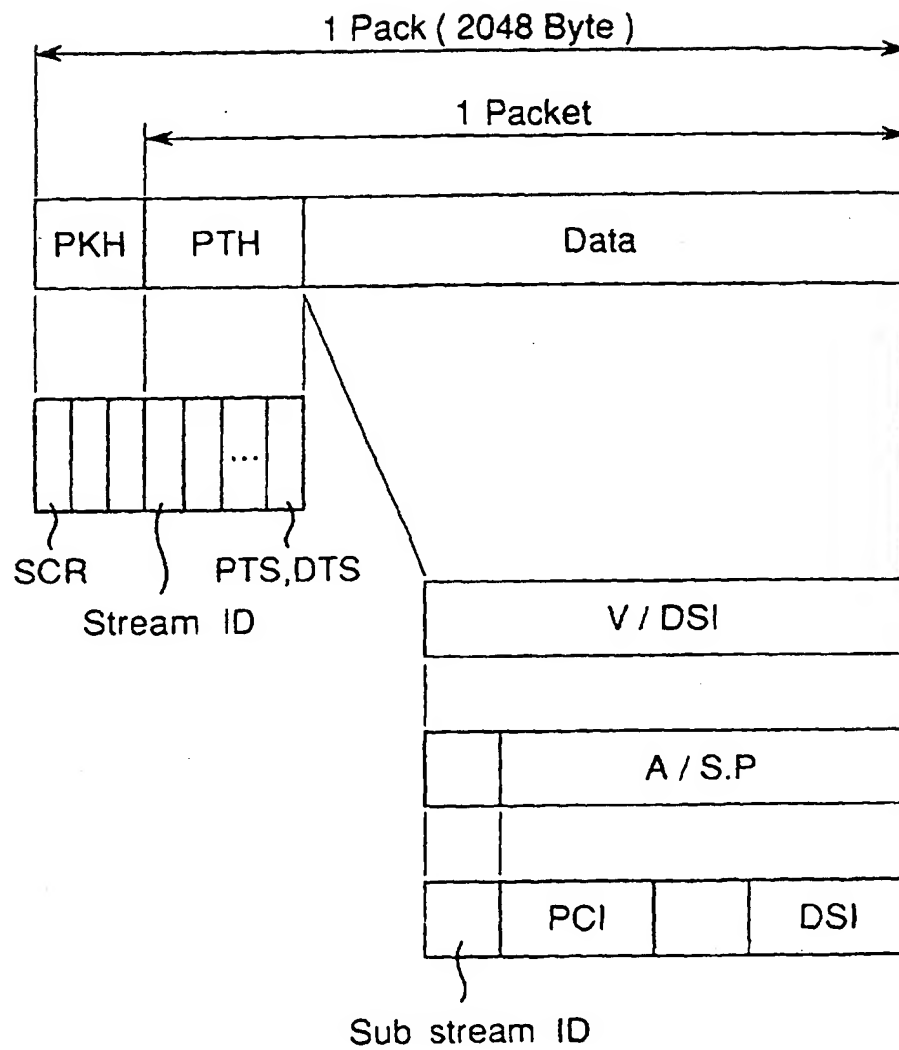 1 Pack ( 2048 Byte )
1 Packet
PKH PTH Data
...
SCR PTS,DTS
Stream ID
V / DSI
A / S.P
PCI DSI
Sub stream ID